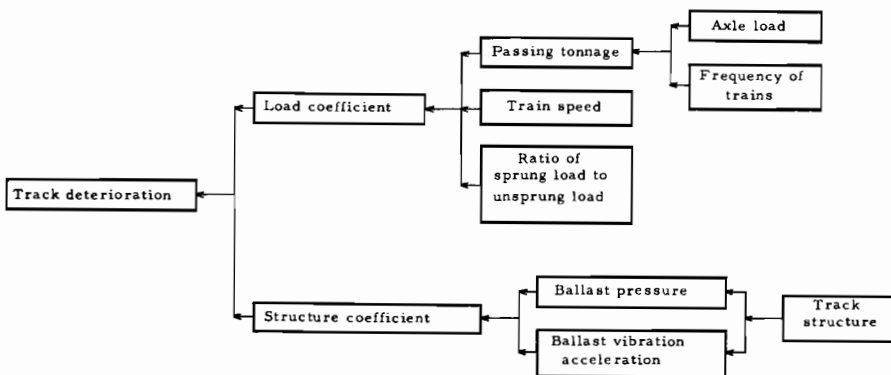 Axle load
Passing tonnage
Frequency of
trains
Load coefficient
Train speed
Ratio of
sprung load to
unsprung load
Track deterioration
Ballast pressure
Structure coefficient
Track
structure
Ballast vibration
acceleration